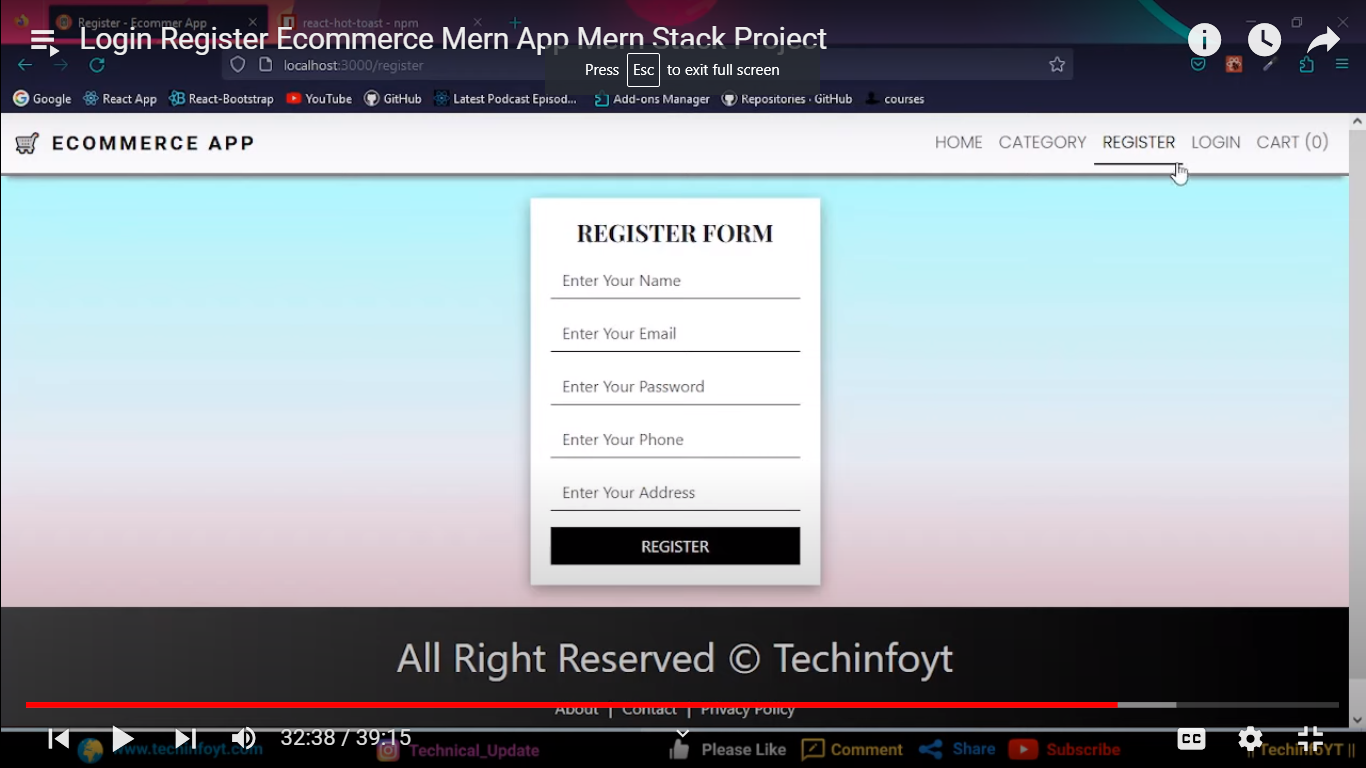 Register - Ecommer App
react-hot-toast - npm
Login Register Ecommerce Mern App Mern Stack Project
localhost:3000/register
Press Esc to exit full screen
Google React App React-Bootstrap YouTube GitHub Latest Podcast Episod... Add-ons Manager Repositories · GitHub courses
ECOMMERCE APP
HOME CATEGORY REGISTER LOGIN CART (0)
REGISTER FORM
Enter Your Name
Enter Your Email
Enter Your Password
Enter Your Phone
Enter Your Address
REGISTER
All Right Reserved © Techinfoyt
About | Contact | Privacy Policy
32:38 / 39:15
CC
www.techinfoyt.com Technical_Update Please Like Comment Share Subscribe || TechinfoYT ||